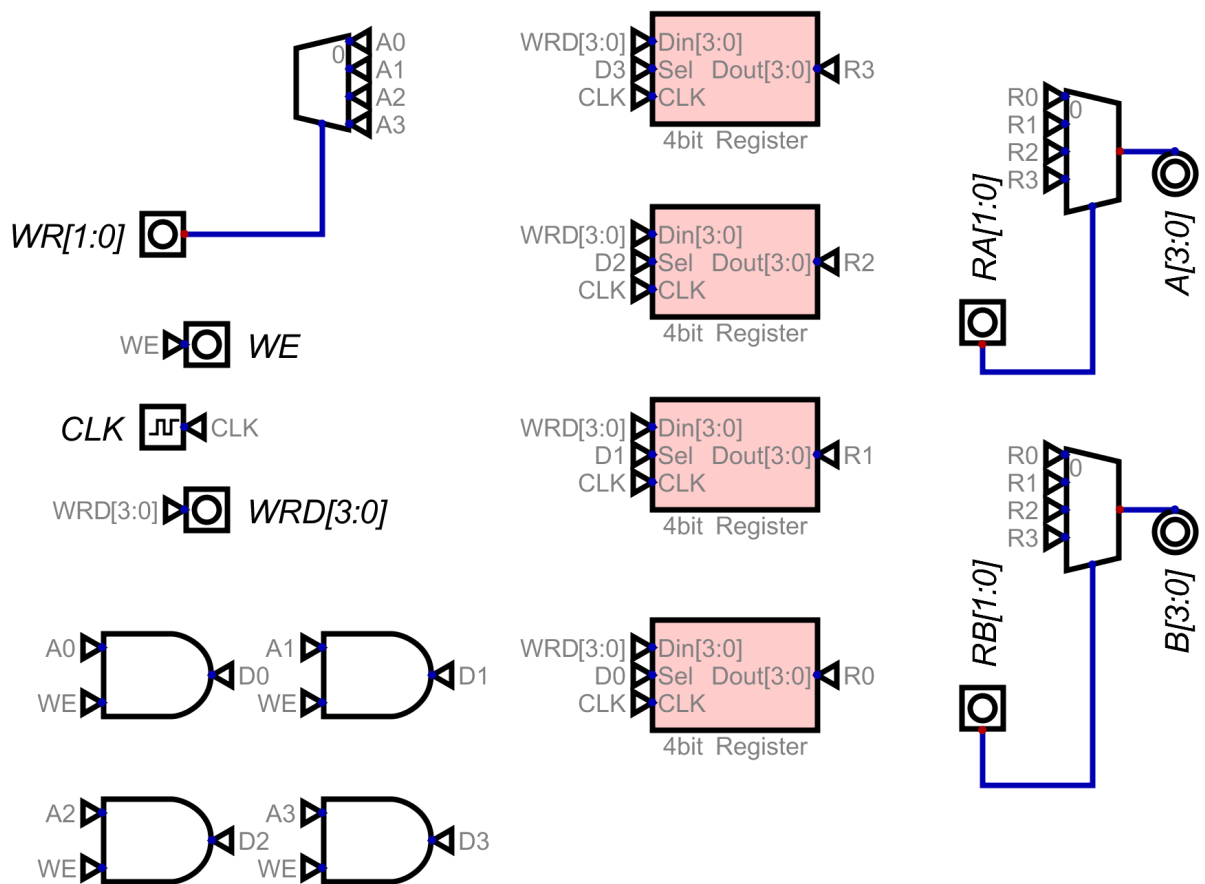 0
A0
A1
A2
A3
WR[1:0]
WE
WE
CLK
CLK
WRD[3:0]
WRD[3:0]
A0
WE
D0
A1
WE
D1
A2
WE
D2
A3
WE
D3
WRD[3:0]
D3
CLK
Din[3:0]
Sel
Dout[3:0]
CLK
R3
4bit Register
WRD[3:0]
D2
CLK
Din[3:0]
Sel
Dout[3:0]
CLK
R2
4bit Register
WRD[3:0]
D1
CLK
Din[3:0]
Sel
Dout[3:0]
CLK
R1
4bit Register
WRD[3:0]
D0
CLK
Din[3:0]
Sel
Dout[3:0]
CLK
R0
4bit Register
R0
R1
R2
R3
0
RA[1:0]
A[3:0]
R0
R1
R2
R3
0
RB[1:0]
B[3:0]